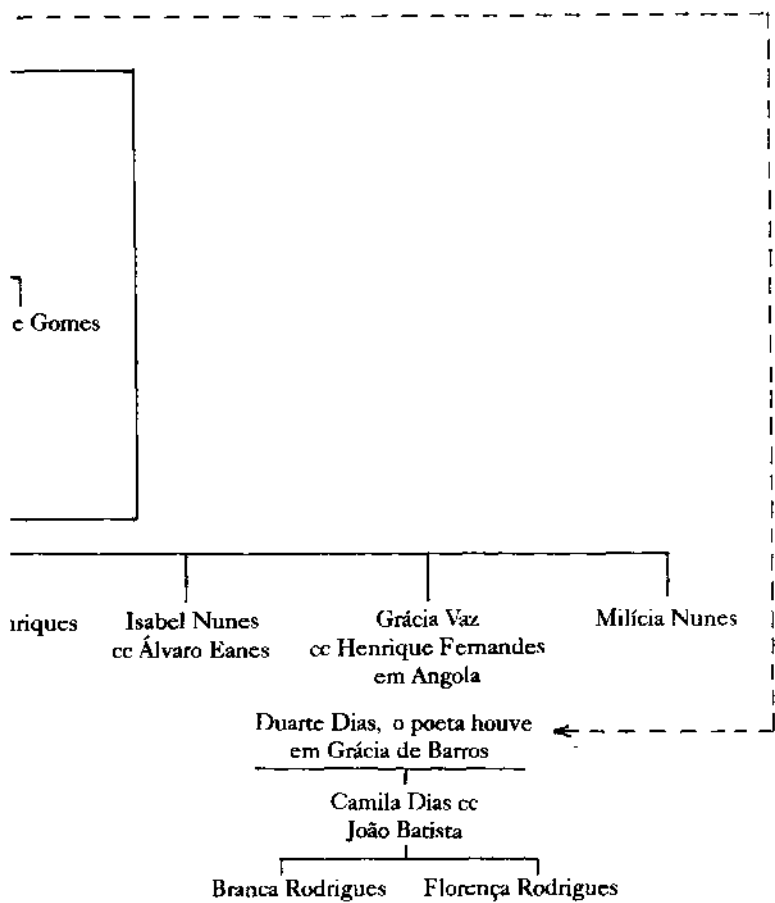 e Gomes
nriques
Isabel Nunes
cc Álvaro Eanes
Grácia Vaz
cc Henrique Fernandes
em Angola
Milícia Nunes
Duarte Dias, o poeta houve
em Grácia de Barros
Camila Dias cc
João Batista
Branca Rodrigues
Florença Rodrigues